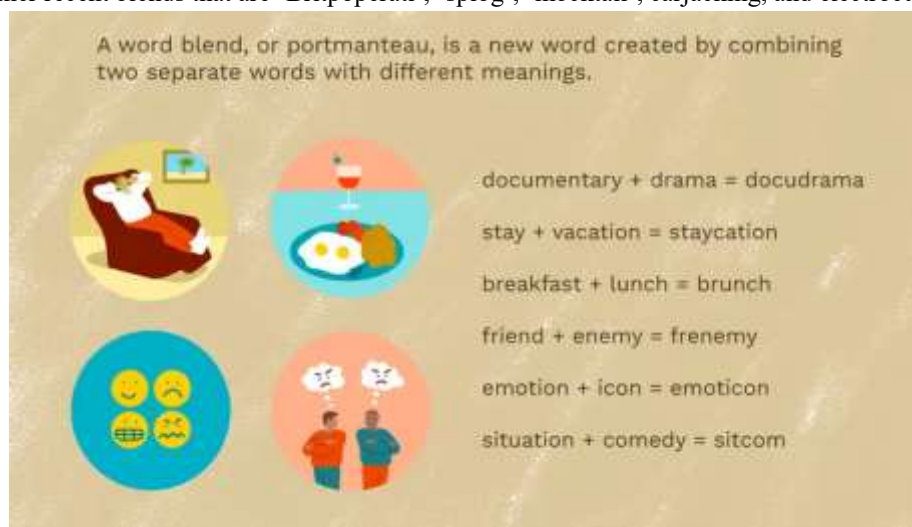 A word blend, or portmanteau, is a new word created by combining
two separate words with different meanings.
documentary + drama = docudrama
stay + vacation = staycation
breakfast + lunch = brunch
friend + enemy = frenemy
emotion + icon = emoticon
situation + comedy = sitcom